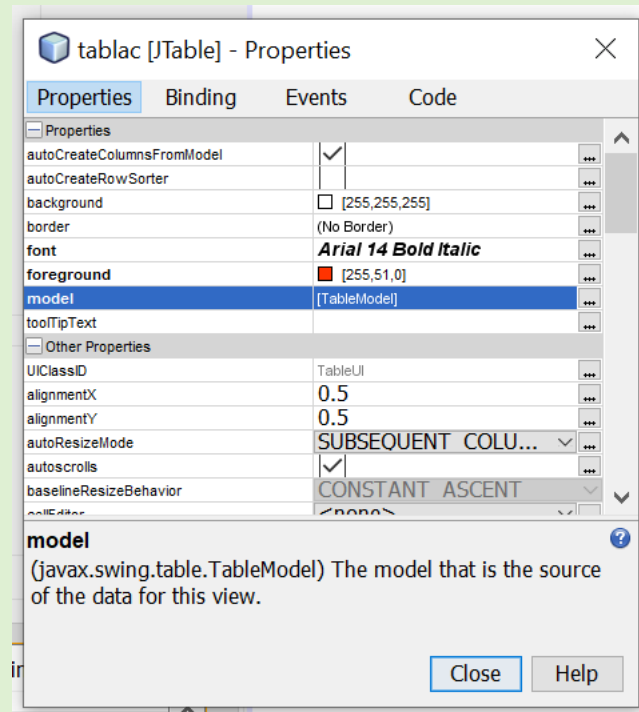 tablac [JTable] - Properties
Properties Binding Events Code
Properties
autoCreateColumnsFromModel
autoCreateRowSorter
background [255,255,255]
border (No Border)
font Arial 14 Bold Italic
foreground [255,51,0]
model [TableModel]
toolTipText
Other Properties
UIClassID TableUI
alignmentX 0.5
alignmentY 0.5
autoResizeMode SUBSEQUENT_COLU...
autoscrolls
baselineResizeBehavior CONSTANT_ASCENT
cellEditor <none>
model
(javax.swing.table.TableModel) The model that is the source
of the data for this view.
Close Help